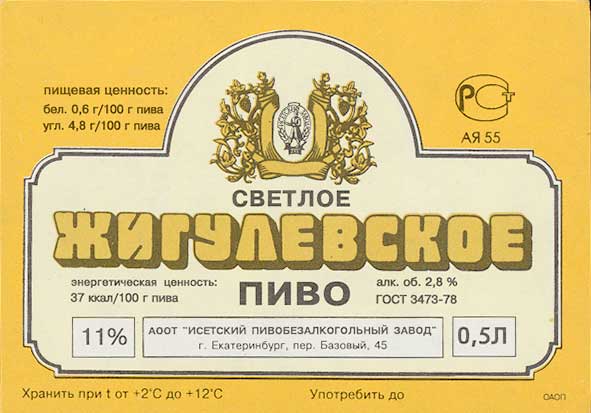 пищевая ценность:
бел. 0,6 г/100 г пива
угл. 4,8 г/100 г пива
РСТ
АЯ 55
СВЕТЛОЕ
ЖИГУЛЕВСКОЕ
ПИВО
энергетическая ценность:
37 ккал/100 г пива
алк. об. 2,8 %
ГОСТ 3473-78
11%
АООТ "ИСЕТСКИЙ ПИВОБЕЗАЛКОГОЛЬНЫЙ ЗАВОД"
г. Екатеринбург, пер. Базовый, 45
0,5Л
Хранить при t от +2°С до +12°С
Употребить до
ОАОП